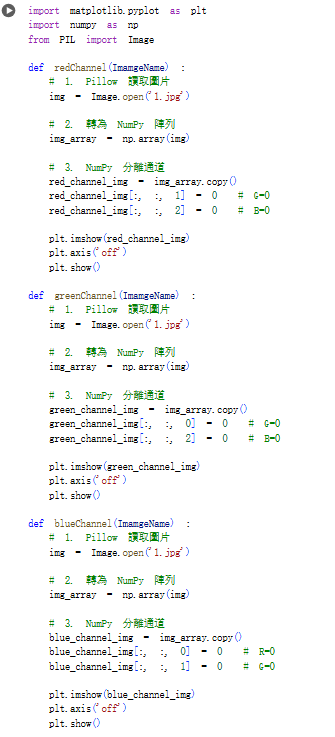 import matplotlib.pyplot as plt
import numpy as np
from PIL import Image
def redChannel(ImamgeName) :
# 1. Pillow 讀取圖片
img = Image.open('1.jpg')
# 2. 轉為 NumPy 陣列
img_array = np.array(img)
# 3. NumPy 分離通道
red_channel_img = img_array.copy()
red_channel_img[:, :, 1] = 0 # G=0
red_channel_img[:, :, 2] = 0 # B=0
plt.imshow(red_channel_img)
plt.axis('off')
plt.show()
def greenChannel(ImamgeName) :
# 1. Pillow 讀取圖片
img = Image.open('1.jpg')
# 2. 轉為 NumPy 陣列
img_array = np.array(img)
# 3. NumPy 分離通道
green_channel_img = img_array.copy()
green_channel_img[:, :, 0] = 0 # G=0
green_channel_img[:, :, 2] = 0 # B=0
plt.imshow(green_channel_img)
plt.axis('off')
plt.show()
def blueChannel(ImamgeName) :
# 1. Pillow 讀取圖片
img = Image.open('1.jpg')
# 2. 轉為 NumPy 陣列
img_array = np.array(img)
# 3. NumPy 分離通道
blue_channel_img = img_array.copy()
blue_channel_img[:, :, 0] = 0 # R=0
blue_channel_img[:, :, 1] = 0 # G=0
plt.imshow(blue_channel_img)
plt.axis('off')
plt.show()